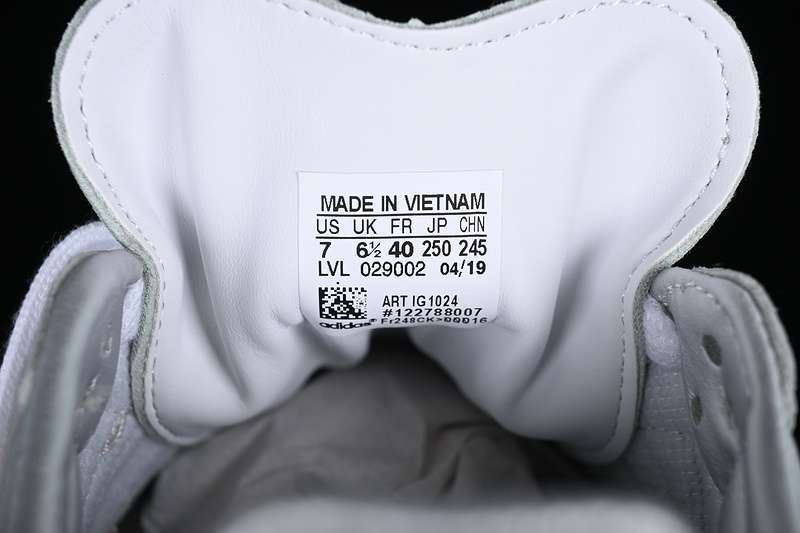 MADE IN VIETNAM
US UK FR JP CHN
7 6½ 40 250 245
LVL 029002 04/19
ART IG1024
#122788007
adidas